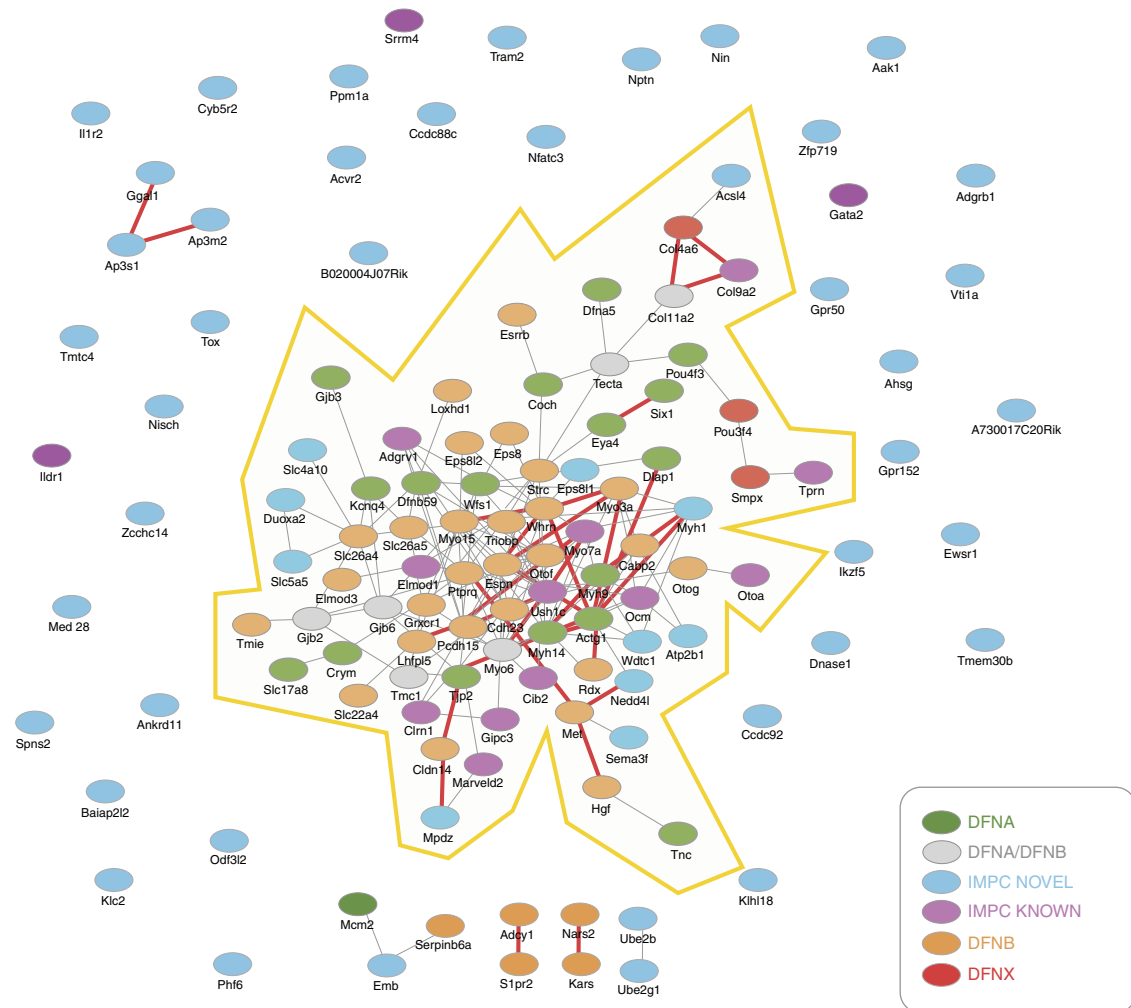 Srrm4
Tram2
Nptn
Nin
Aak1
Cyb5r2
Ppm1a
Il1r2
Ccdc88c
Nfatc3
Zfp719
Acvr2
Ggal1
Acsl4
Gata2
Adgrb1
Ap3m2
Ap3s1
Col4a6
B020004J07Rik
Col9a2
Vti1a
Dfna5
Col11a2
Gpr50
Tox
Esrrb
Tmtc4
Tecta
Pou4f3
Ahsg
Gjb3
Loxhd1
Coch
Six1
Nisch
Pou3f4
A730017C20Rik
Eya4
Adgrv1
Eps8l2
Eps8
Slc4a10
Ildr1
Gpr152
Strc
Eps8l1
Diap1
Smpx
Tprn
Kcnq4
Dfnb59
Wfs1
Myo3a
Duoxa2
Zcchc14
Myh1
Slc26a4
Slc26a5
Myo15
Triobp
Whrn
Myo7a
Ewsr1
Slc5a5
Elmod1
Otof
Cabp2
Ikzf5
Elmod3
Ptprq
Espn
Myh9
Otog
Otoa
Med 28
Tmie
Gjb2
Gjb6
Grxcr1
Cdh23
Ush1c
Ocm
Lhfpl5
Pcdh15
Myh14
Actg1
Wdtc1
Atp2b1
Dnase1
Tmem30b
Slc17a8
Crym
Myo6
Tmc1
Tjp2
Cib2
Rdx
Nedd4l
Slc22a4
Ankrd11
Spns2
Clrn1
Gipc3
Met
Ccdc92
Sema3f
Cldn14
Marveld2
Baiap2l2
Hgf
Mpdz
Odf3l2
Tnc
Klc2
Klhl18
Mcm2
Serpinb6a
Adcy1
Nars2
Ube2b
Phf6
Emb
S1pr2
Kars
Ube2g1
DFNA
DFNA/DFNB
IMPC NOVEL
IMPC KNOWN
DFNB
DFNX